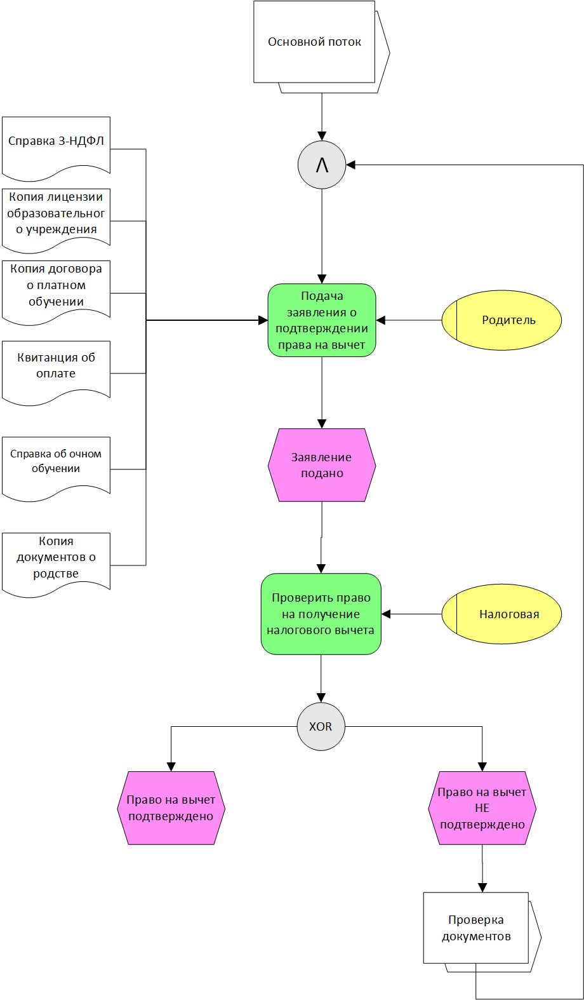 Основной поток
Λ
Справка 3-НДФЛ
Копия лицензии
образовательног
о учреждения
Копия договора
о платном
обучении
Квитанция об
оплате
Справка об очном
обучении
Копия
документов о
родстве
Подача
заявления о
подтверждении
права на вычет
Родитель
Заявление
подано
Проверить право
на получение
налогового вычета
Налоговая
XOR
Право на вычет
подтверждено
Право на вычет
НЕ
подтверждено
Проверка
документов